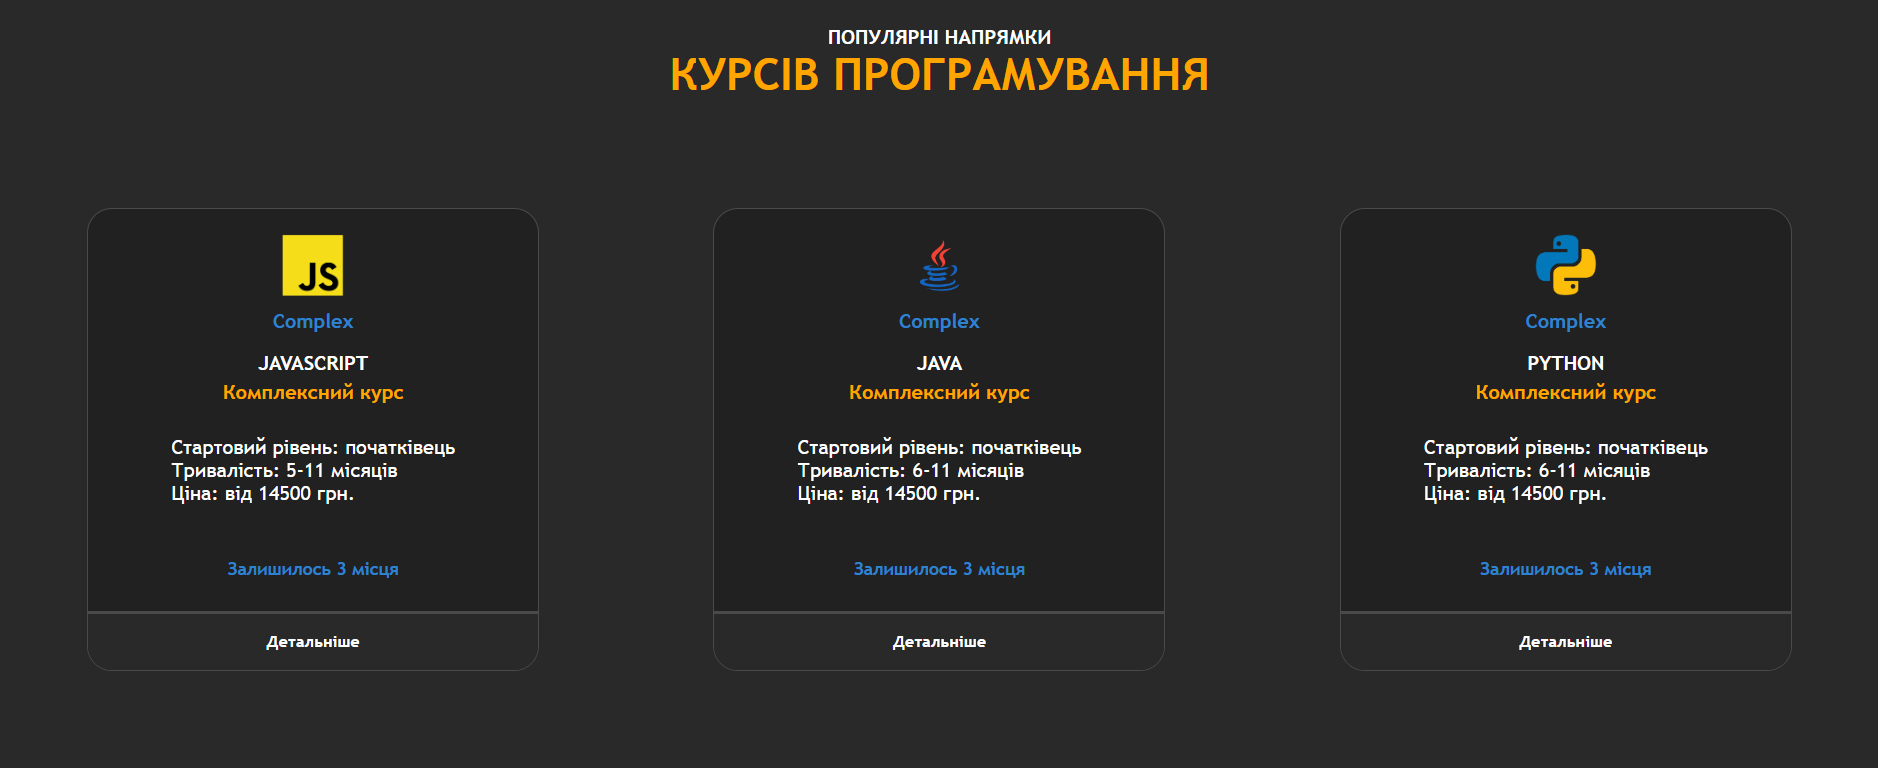 ПОПУЛЯРНІ НАПРЯМКИ
КУРСІВ ПРОГРАМУВАННЯ
JS
Complex
JAVASCRIPT
Комплексний курс
Стартовий рівень: початківець
Тривалість: 5-11 місяців
Ціна: від 14500 грн.
Залишилось 3 місця
Детальніше
Complex
JAVA
Комплексний курс
Стартовий рівень: початківець
Тривалість: 6-11 місяців
Ціна: від 14500 грн.
Залишилось 3 місця
Детальніше
Complex
PYTHON
Комплексний курс
Стартовий рівень: початківець
Тривалість: 6-11 місяців
Ціна: від 14500 грн.
Залишилось 3 місця
Детальніше